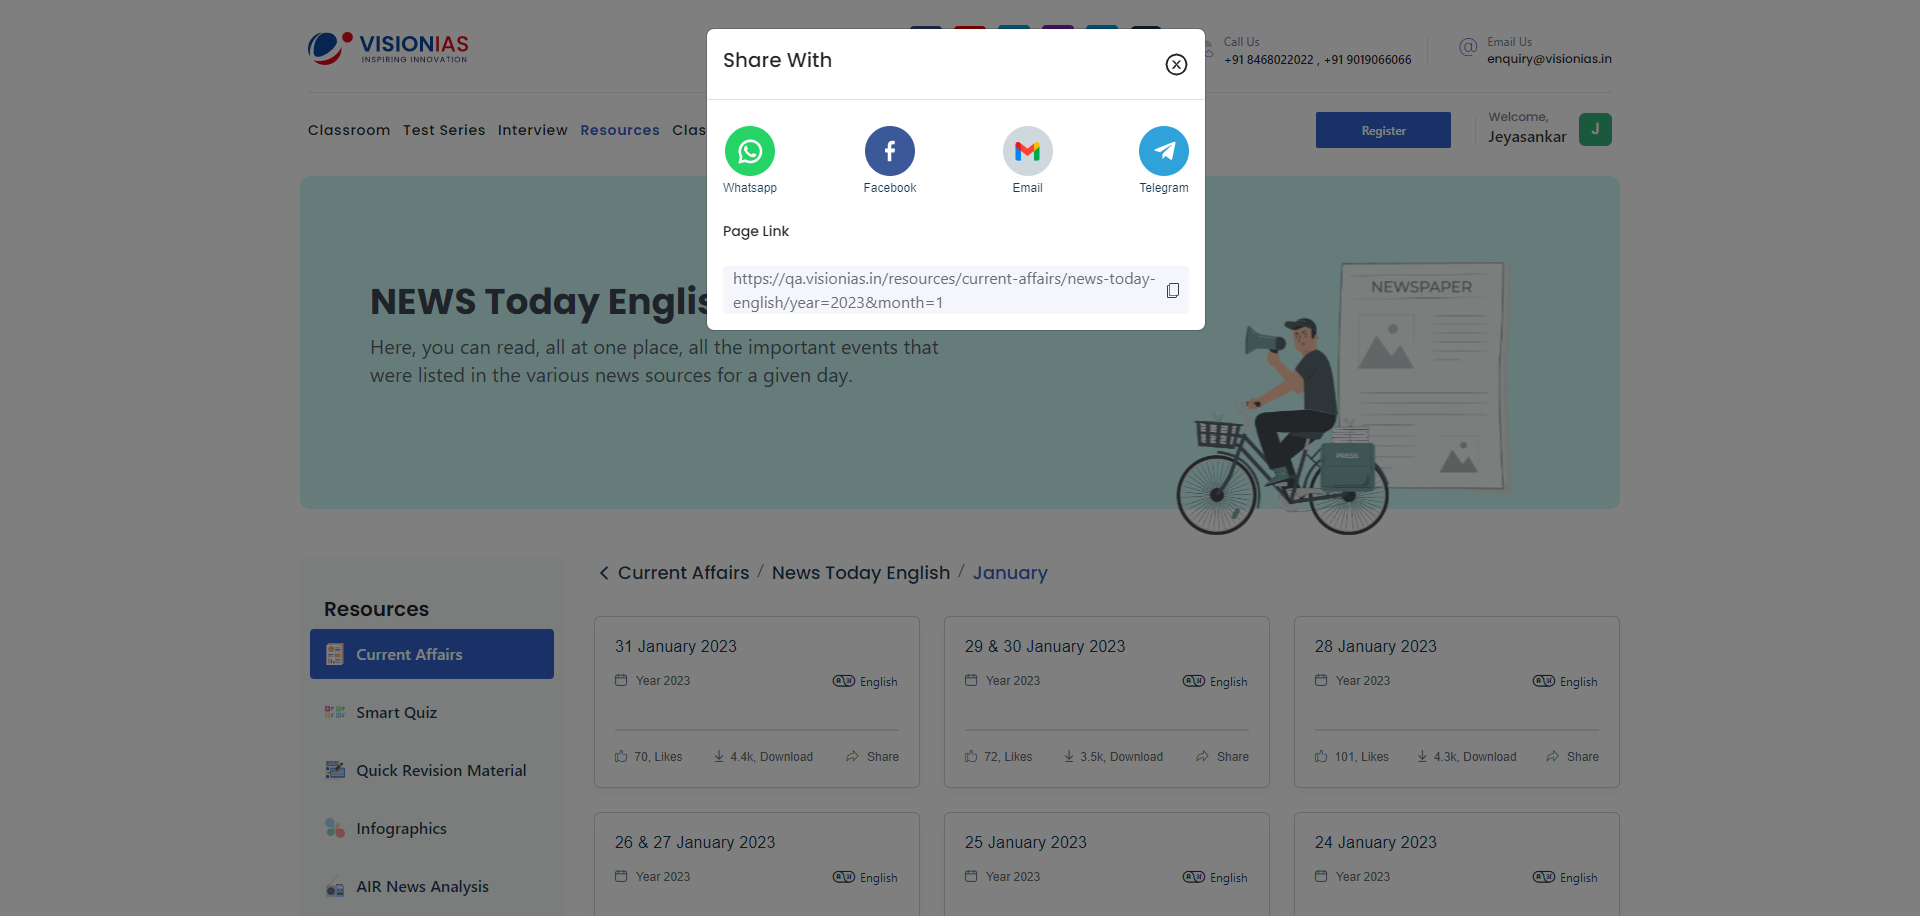 VISIONIAS
INSPIRING INNOVATION
Call Us
+91 8468022022 , +91 9019066066
Email Us
enquiry@visionias.in
Classroom Test Series Interview Resources Clas
Register
Welcome,
Jeyasankar
J
Share With
Whatsapp
Facebook
Email
Telegram
Page Link
https://qa.visionias.in/resources/current-affairs/news-today-
english/year=2023&month=1
NEWS Today Englis
Here, you can read, all at one place, all the important events that
were listed in the various news sources for a given day.
NEWSPAPER
PRESS
Resources
Current Affairs
Smart Quiz
Quick Revision Material
Infographics
AIR News Analysis
Current Affairs / News Today English / January
31 January 2023
Year 2023
English
70, Likes
4.4k, Download
Share
29 & 30 January 2023
Year 2023
English
72, Likes
3.5k, Download
Share
28 January 2023
Year 2023
English
101, Likes
4.3k, Download
Share
26 & 27 January 2023
Year 2023
English
25 January 2023
Year 2023
English
24 January 2023
Year 2023
English